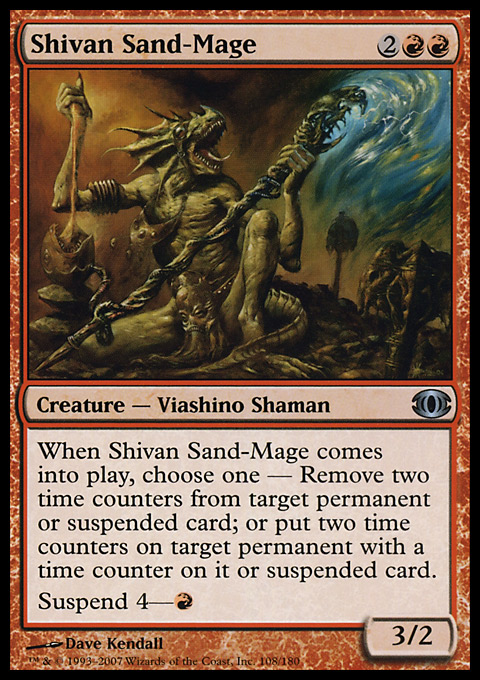 Shivan Sand-Mage 2
Creature — Viashino Shaman
When Shivan Sand-Mage comes
into play, choose one — Remove two
time counters from target permanent
or suspended card; or put two time
counters on target permanent with a
time counter on it or suspended card.
Suspend 4—
3/2
Dave Kendall
™ & © 1993-2007 Wizards of the Coast, Inc. 108/180